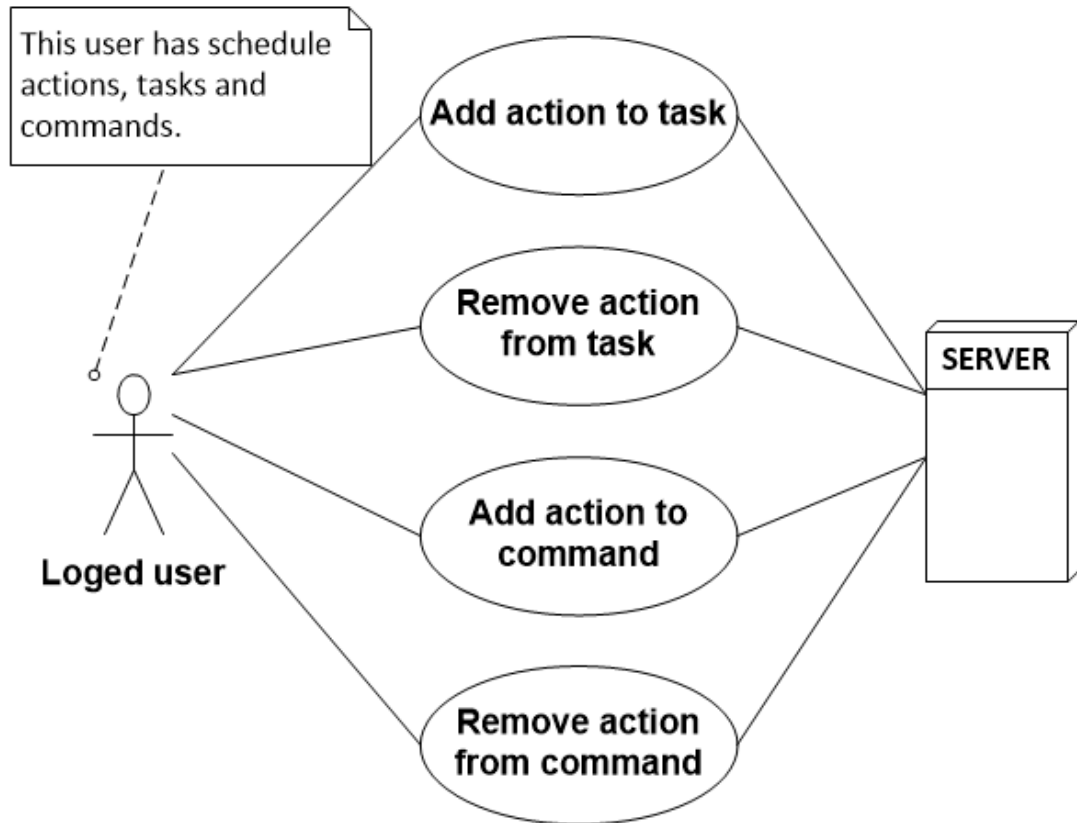 This user has schedule
actions, tasks and
commands.
Add action to task
Remove action
from task
SERVER
Add action to
command
Loged user
Remove action
from command